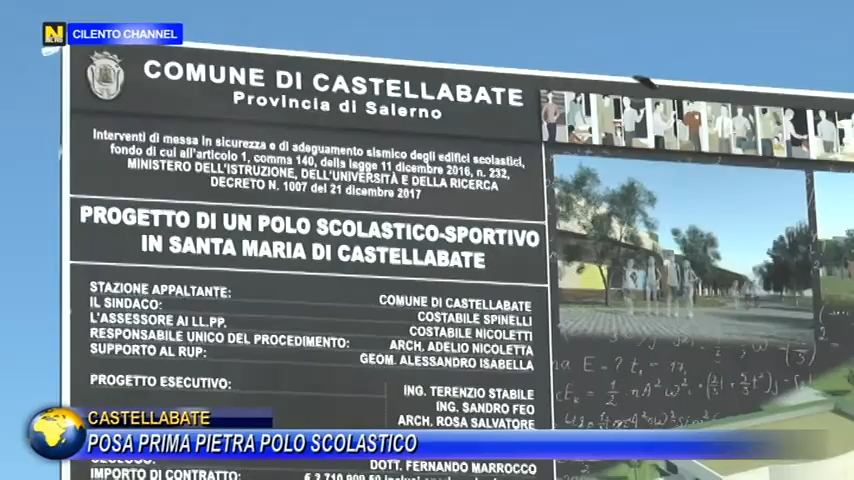 CILENTO CHANNEL
COMUNE DI CASTELLABATE
Provincia di Salerno
Interventi di messa in sicurezza e di adeguamento sismico degli edifici scolastici,
fondo di cui all'articolo 1, comma 140, della legge 11 dicembre 2016, n. 232,
MINISTERO DELL'ISTRUZIONE, DELL'UNIVERSITÀ E DELLA RICERCA
DECRETO N. 1007 del 21 dicembre 2017
PROGETTO DI UN POLO SCOLASTICO-SPORTIVO
IN SANTA MARIA DI CASTELLABATE
STAZIONE APPALTANTE: COMUNE DI CASTELLABATE
IL SINDACO: COSTABILE SPINELLI
L'ASSESSORE AI LL.PP. COSTABILE NICOLETTI
RESPONSABILE UNICO DEL PROCEDIMENTO: ARCH. ADELIO NICOLETTA
SUPPORTO AL RUP: GEOM. ALESSANDRO ISABELLA
PROGETTO ESECUTIVO: ING. TERENZIO STABILE
ING. SANDRO FEO
ARCH. ROSA SALVATORE
CASTELLABATE
POSA PRIMA PIETRA POLO SCOLASTICO
DOTT. FERNANDO MARROCCO
IMPORTO DI CONTRATTO: